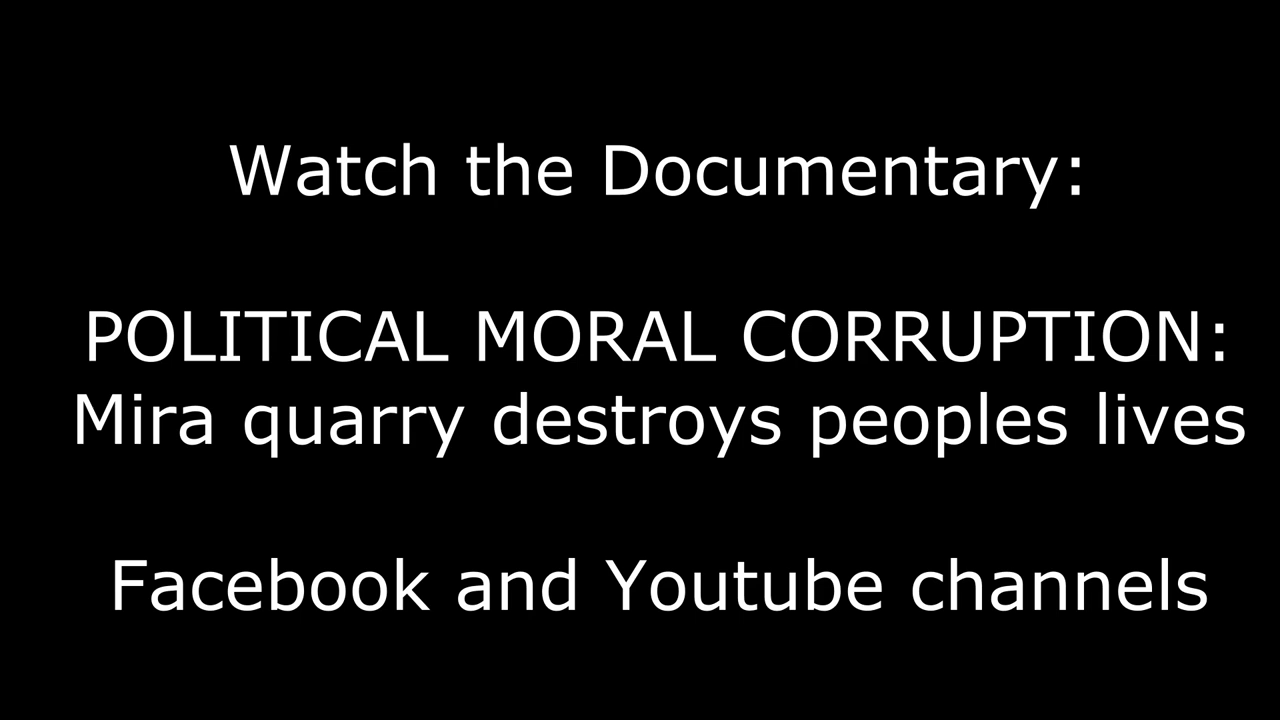 Watch the Documentary:
POLITICAL MORAL CORRUPTION:
Mira quarry destroys peoples lives
Facebook and Youtube channels